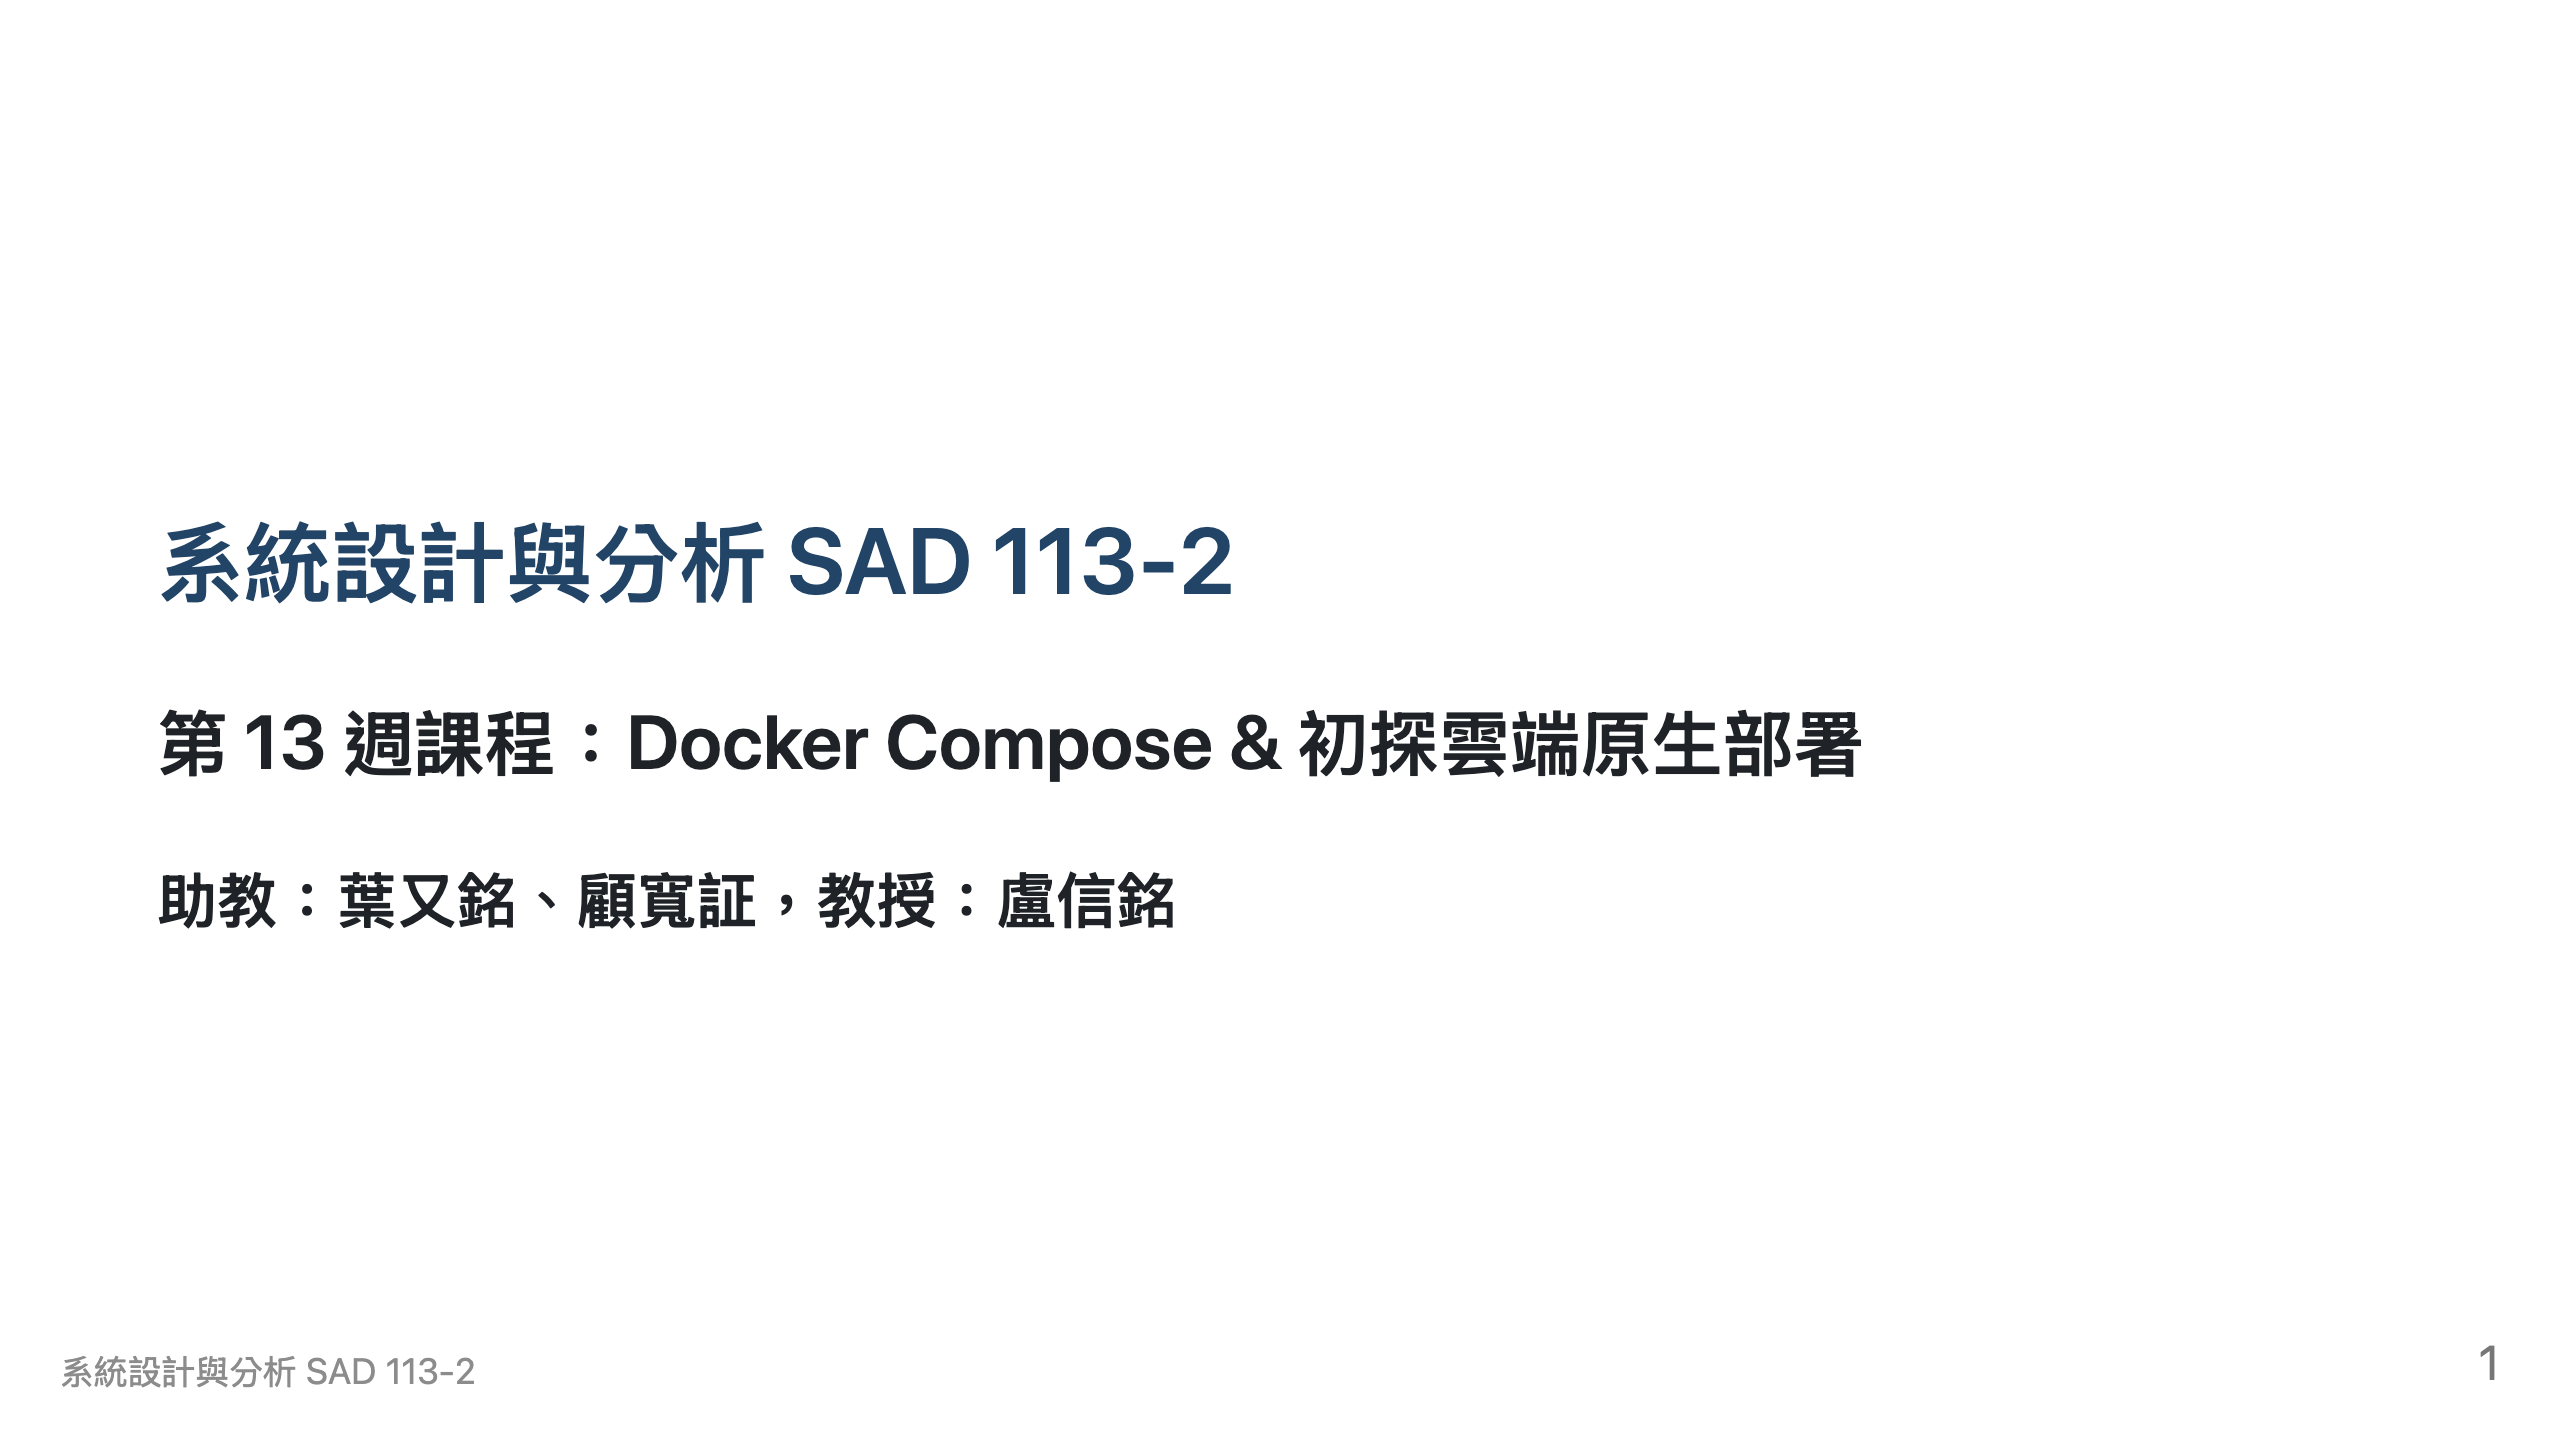 系統設計與分析 SAD 113-2
第 13 週課程：Docker Compose & 初探雲端原生部署
助教：葉又銘、顧寬証，教授：盧信銘
系統設計與分析 SAD 113-2
1